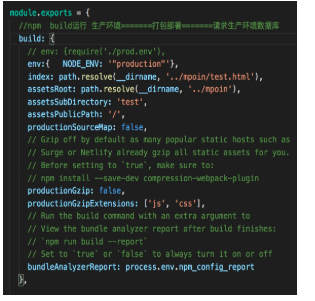 module.exports = {
//npm build运行 生产环境=======打包部署=======请求生产环境数据库
build: {
// env: {require('./prod.env'),
env:{ NODE_ENV: '"production"'},
index: path.resolve(__dirname, '../mpoin/test.html'),
assetsRoot: path.resolve(__dirname, '../mpoin'),
assetsSubDirectory: 'test',
assetsPublicPath: '/',
productionSourceMap: false,
// Gzip off by default as many popular static hosts such as
// Surge or Netlify already gzip all static assets for you.
// Before setting to `true`, make sure to:
// npm install --save-dev compression-webpack-plugin
productionGzip: false,
productionGzipExtensions: ['js', 'css'],
// Run the build command with an extra argument to
// View the bundle analyzer report after build finishes:
// `npm run build --report`
// Set to `true` or `false` to always turn it on or off
bundleAnalyzerReport: process.env.npm_config_report
},